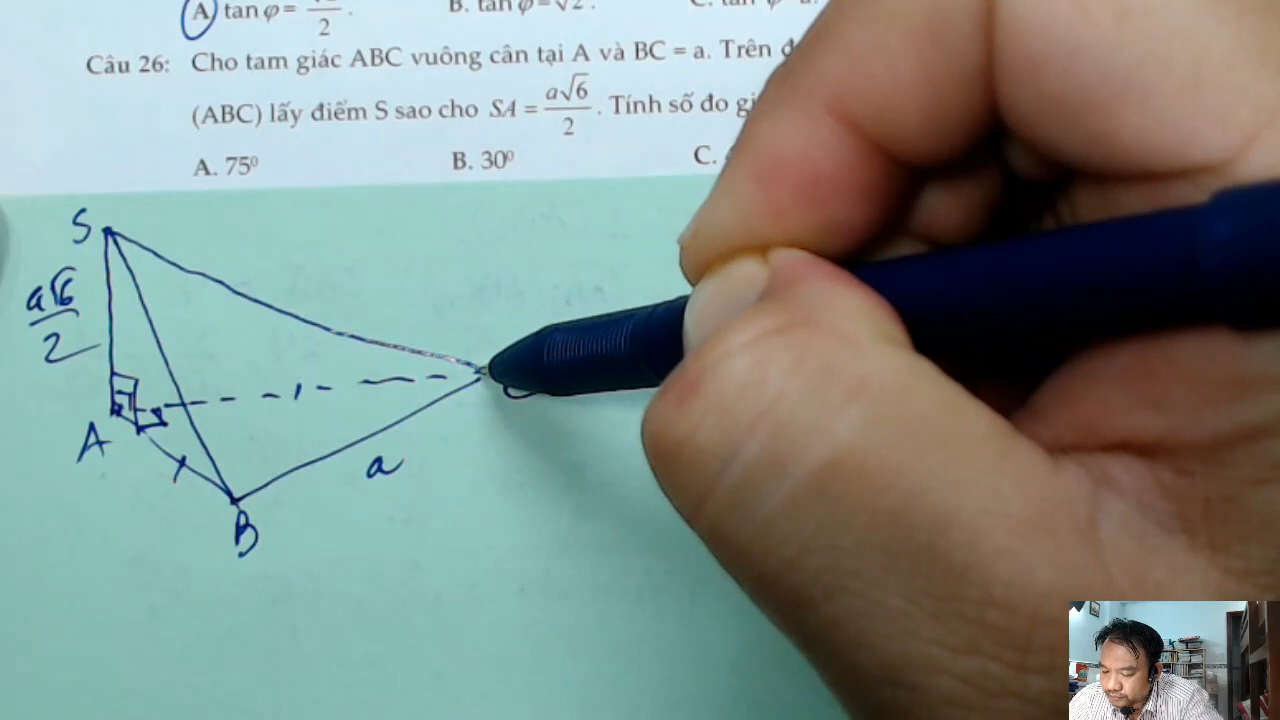 A tan φ = /2 .
B. tan φ = √2 .
Câu 26: Cho tam giác ABC vuông cân tại A và BC = a. Trên
(ABC) lấy điểm S sao cho SA = a√6/2 . Tính số đo
A. 75⁰
B. 30⁰
C.
S
a√6/2
A
a
B